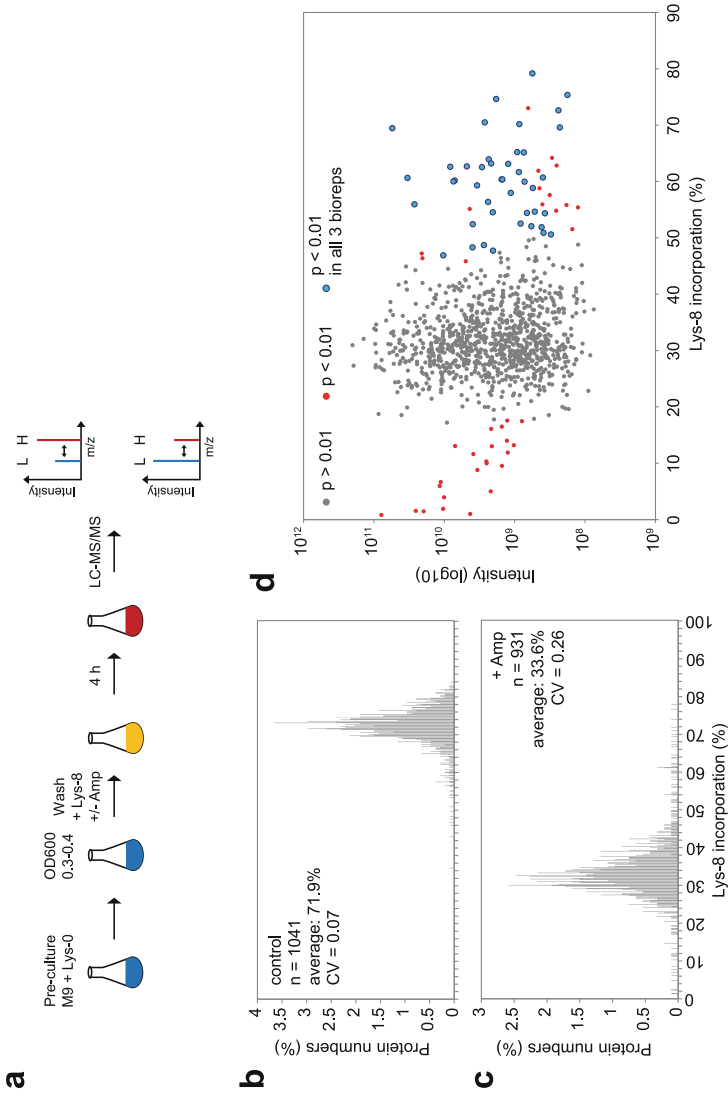 a
Pre-culture
M9 + Lys-0
OD600
0.3-0.4
Wash
+ Lys-8
+/- Amp
4 h
LC-MS/MS
Intensity
L H
m/z
Intensity
L H
m/z
b
Protein numbers (%)
4
3.5
3
2.5
2
1.5
1
0.5
0
control
n = 1041
average: 71.9%
CV = 0.07
c
Protein numbers (%)
3
2.5
2
1.5
1
0.5
0
+ Amp
n = 931
average: 33.6%
CV = 0.26
0 10 20 30 40 50 60 70 80 90 100
Lys-8 incorporation (%)
d
Intensity (log10)
10¹²
10¹¹
10¹⁰
10⁹
10⁸
10⁹
p > 0.01
p < 0.01
p < 0.01
in all 3 bioreps
0 10 20 30 40 50 60 70 80 90
Lys-8 incorporation (%)